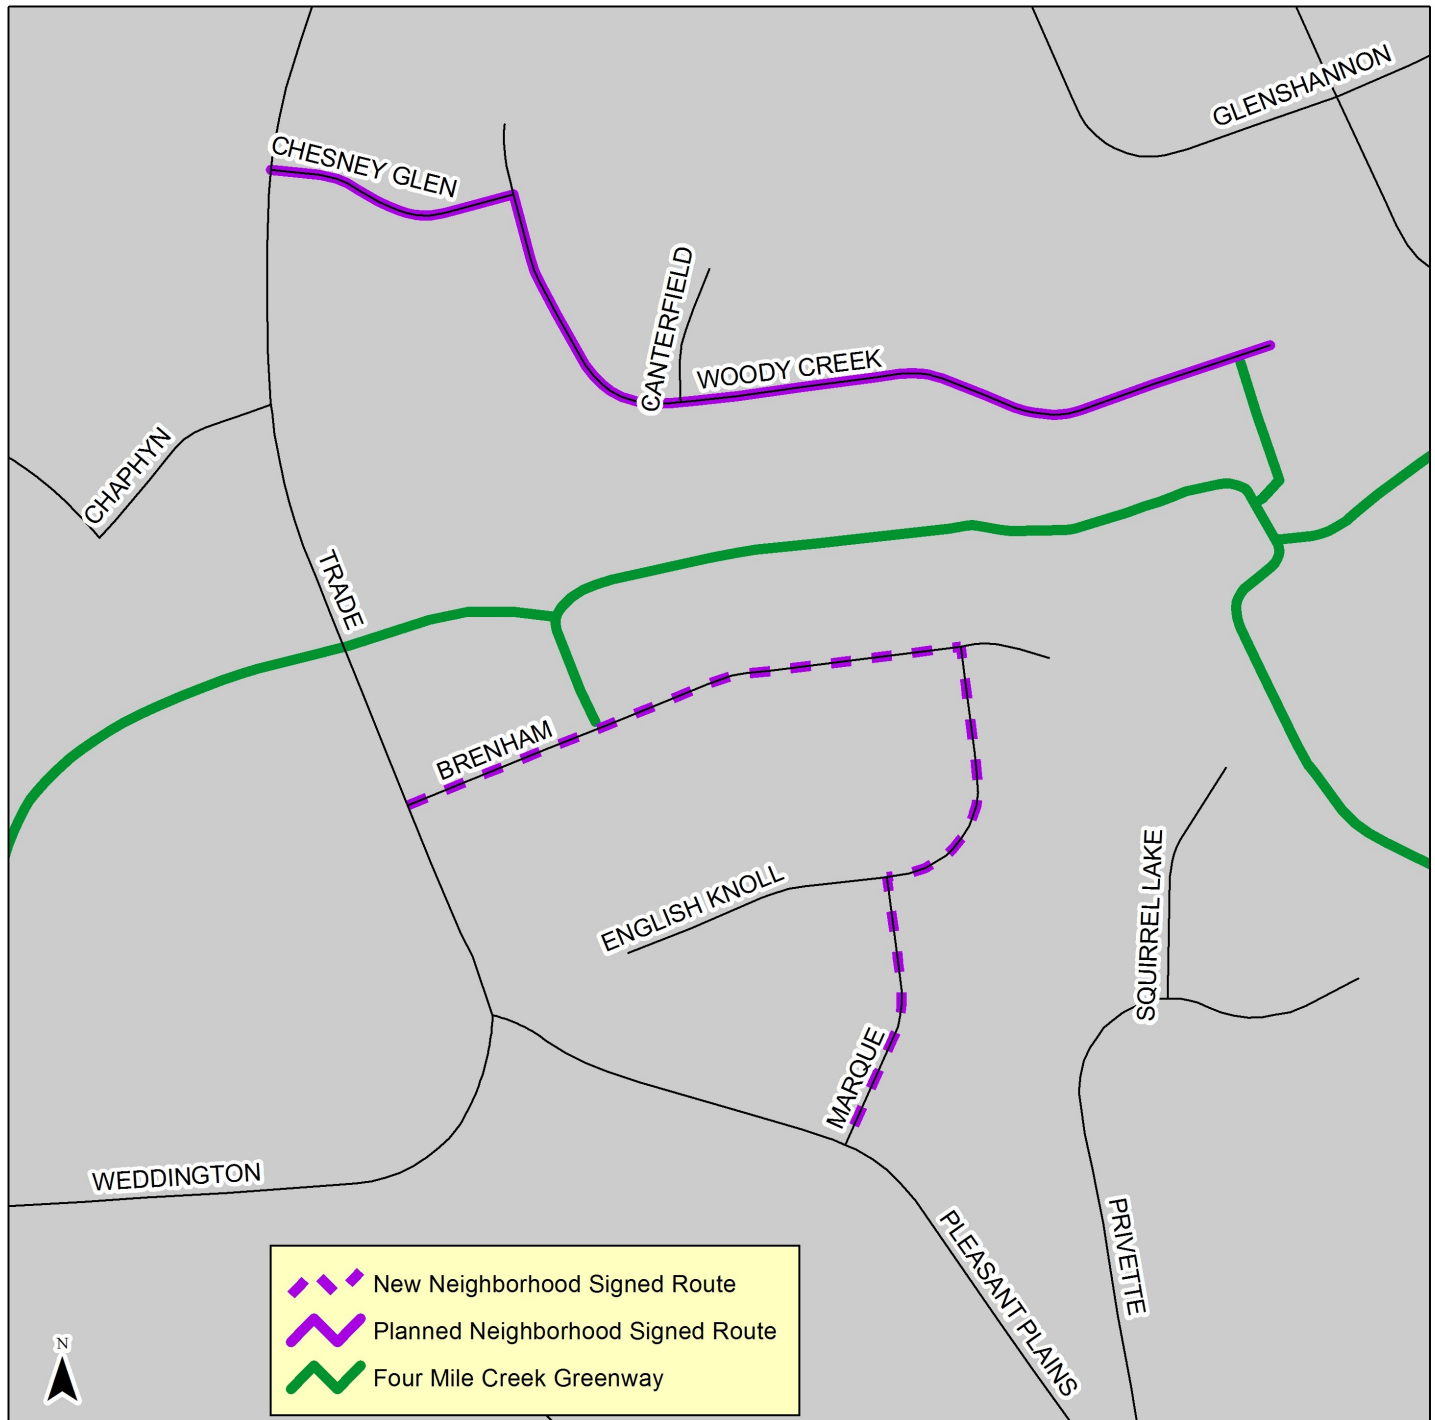 GLENSHANNON
CHESNEY GLEN
CANTERFIELD
WOODY CREEK
CHAPHYN
TRADE
BRENHAM
ENGLISH KNOLL
SQUIRREL LAKE
MARQUE
WEDDINGTON
PRIVETTE
PLEASANT PLAINS
New Neighborhood Signed Route
Planned Neighborhood Signed Route
Four Mile Creek Greenway
N